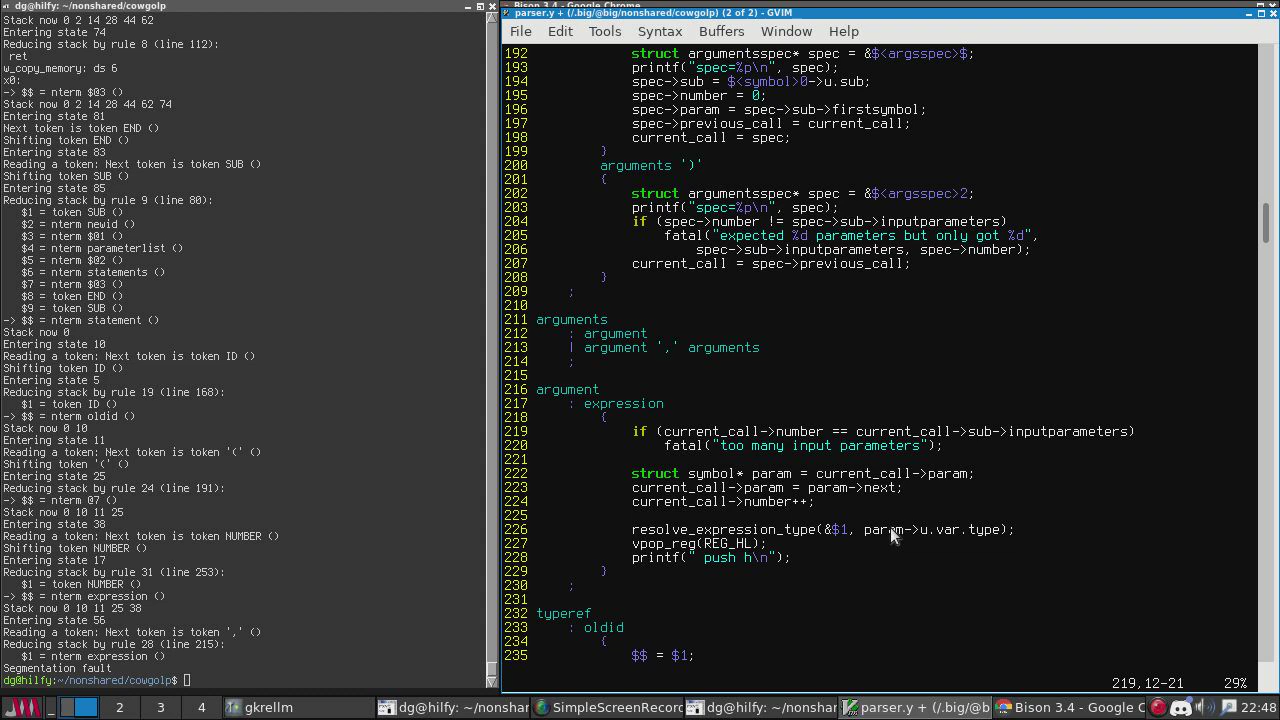 dg@hilfy: ~/nonshared/cowgolp
Stack now 0 2 14 28 44 62
Entering state 74
Reducing stack by rule 8 (line 112):
 ret
w_copy_memory: ds 6
x0:
-> $$ = nterm $@3 ()
Stack now 0 2 14 28 44 62 74
Entering state 81
Next token is token END ()
Shifting token END ()
Entering state 83
Reading a token: Next token is token SUB ()
Shifting token SUB ()
Entering state 85
Reducing stack by rule 9 (line 80):
   $1 = token SUB ()
   $2 = nterm newid ()
   $3 = nterm $@1 ()
   $4 = nterm parameterlist ()
   $5 = nterm $@2 ()
   $6 = nterm statements ()
   $7 = nterm $@3 ()
   $8 = token END ()
   $9 = token SUB ()
-> $$ = nterm statement ()
Stack now 0
Entering state 10
Reading a token: Next token is token ID ()
Shifting token ID ()
Entering state 5
Reducing stack by rule 19 (line 168):
   $1 = token ID ()
-> $$ = nterm oldid ()
Stack now 0 10
Entering state 11
Reading a token: Next token is token '(' ()
Shifting token '(' ()
Entering state 25
Reducing stack by rule 24 (line 191):
-> $$ = nterm @7 ()
Stack now 0 10 11 25
Entering state 38
Reading a token: Next token is token NUMBER ()
Shifting token NUMBER ()
Entering state 17
Reducing stack by rule 31 (line 253):
   $1 = token NUMBER ()
-> $$ = nterm expression ()
Stack now 0 10 11 25 38
Entering state 56
Reading a token: Next token is token ',' ()
Reducing stack by rule 28 (line 215):
   $1 = nterm expression ()
Segmentation fault
dg@hilfy:~/nonshared/cowgolp$
Bison 3.4 - Google Chrome
parser.y + (/.big/@big/nonshared/cowgolp) (2 of 2) - GVIM
File Edit Tools Syntax Buffers Window Help
192             struct argumentsspec* spec = &$<argsspec>$;
193             printf("spec=%p\n", spec);
194             spec->sub = $<symbol>0->u.sub;
195             spec->number = 0;
196             spec->param = spec->sub->firstsymbol;
197             spec->previous_call = current_call;
198             current_call = spec;
199         }
200         arguments ')'
201         {
202             struct argumentsspec* spec = &$<argsspec>2;
203             printf("spec=%p\n", spec);
204             if (spec->number != spec->sub->inputparameters)
205                 fatal("expected %d parameters but only got %d",
206                     spec->sub->inputparameters, spec->number);
207             current_call = spec->previous_call;
208         }
209     ;
210
211 arguments
212     : argument
213     | argument ',' arguments
214     ;
215
216 argument
217     : expression
218         {
219             if (current_call->number == current_call->sub->inputparameters)
220                 fatal("too many input parameters");
221
222             struct symbol* param = current_call->param;
223             current_call->param = param->next;
224             current_call->number++;
225
226             resolve_expression_type(&$1, param->u.var.type);
227             vpop_reg(REG_HL);
228             printf(" push h\n");
229         }
230     ;
231
232 typeref
233     : oldid
234         {
235             $$ = $1;
219,12-21 29%
2 3 4 gkrellm dg@hilfy: ~/nonshar SimpleScreenRecor dg@hilfy: ~/nonshar parser.y + (/.big/@b Bison 3.4 - Google 22:48